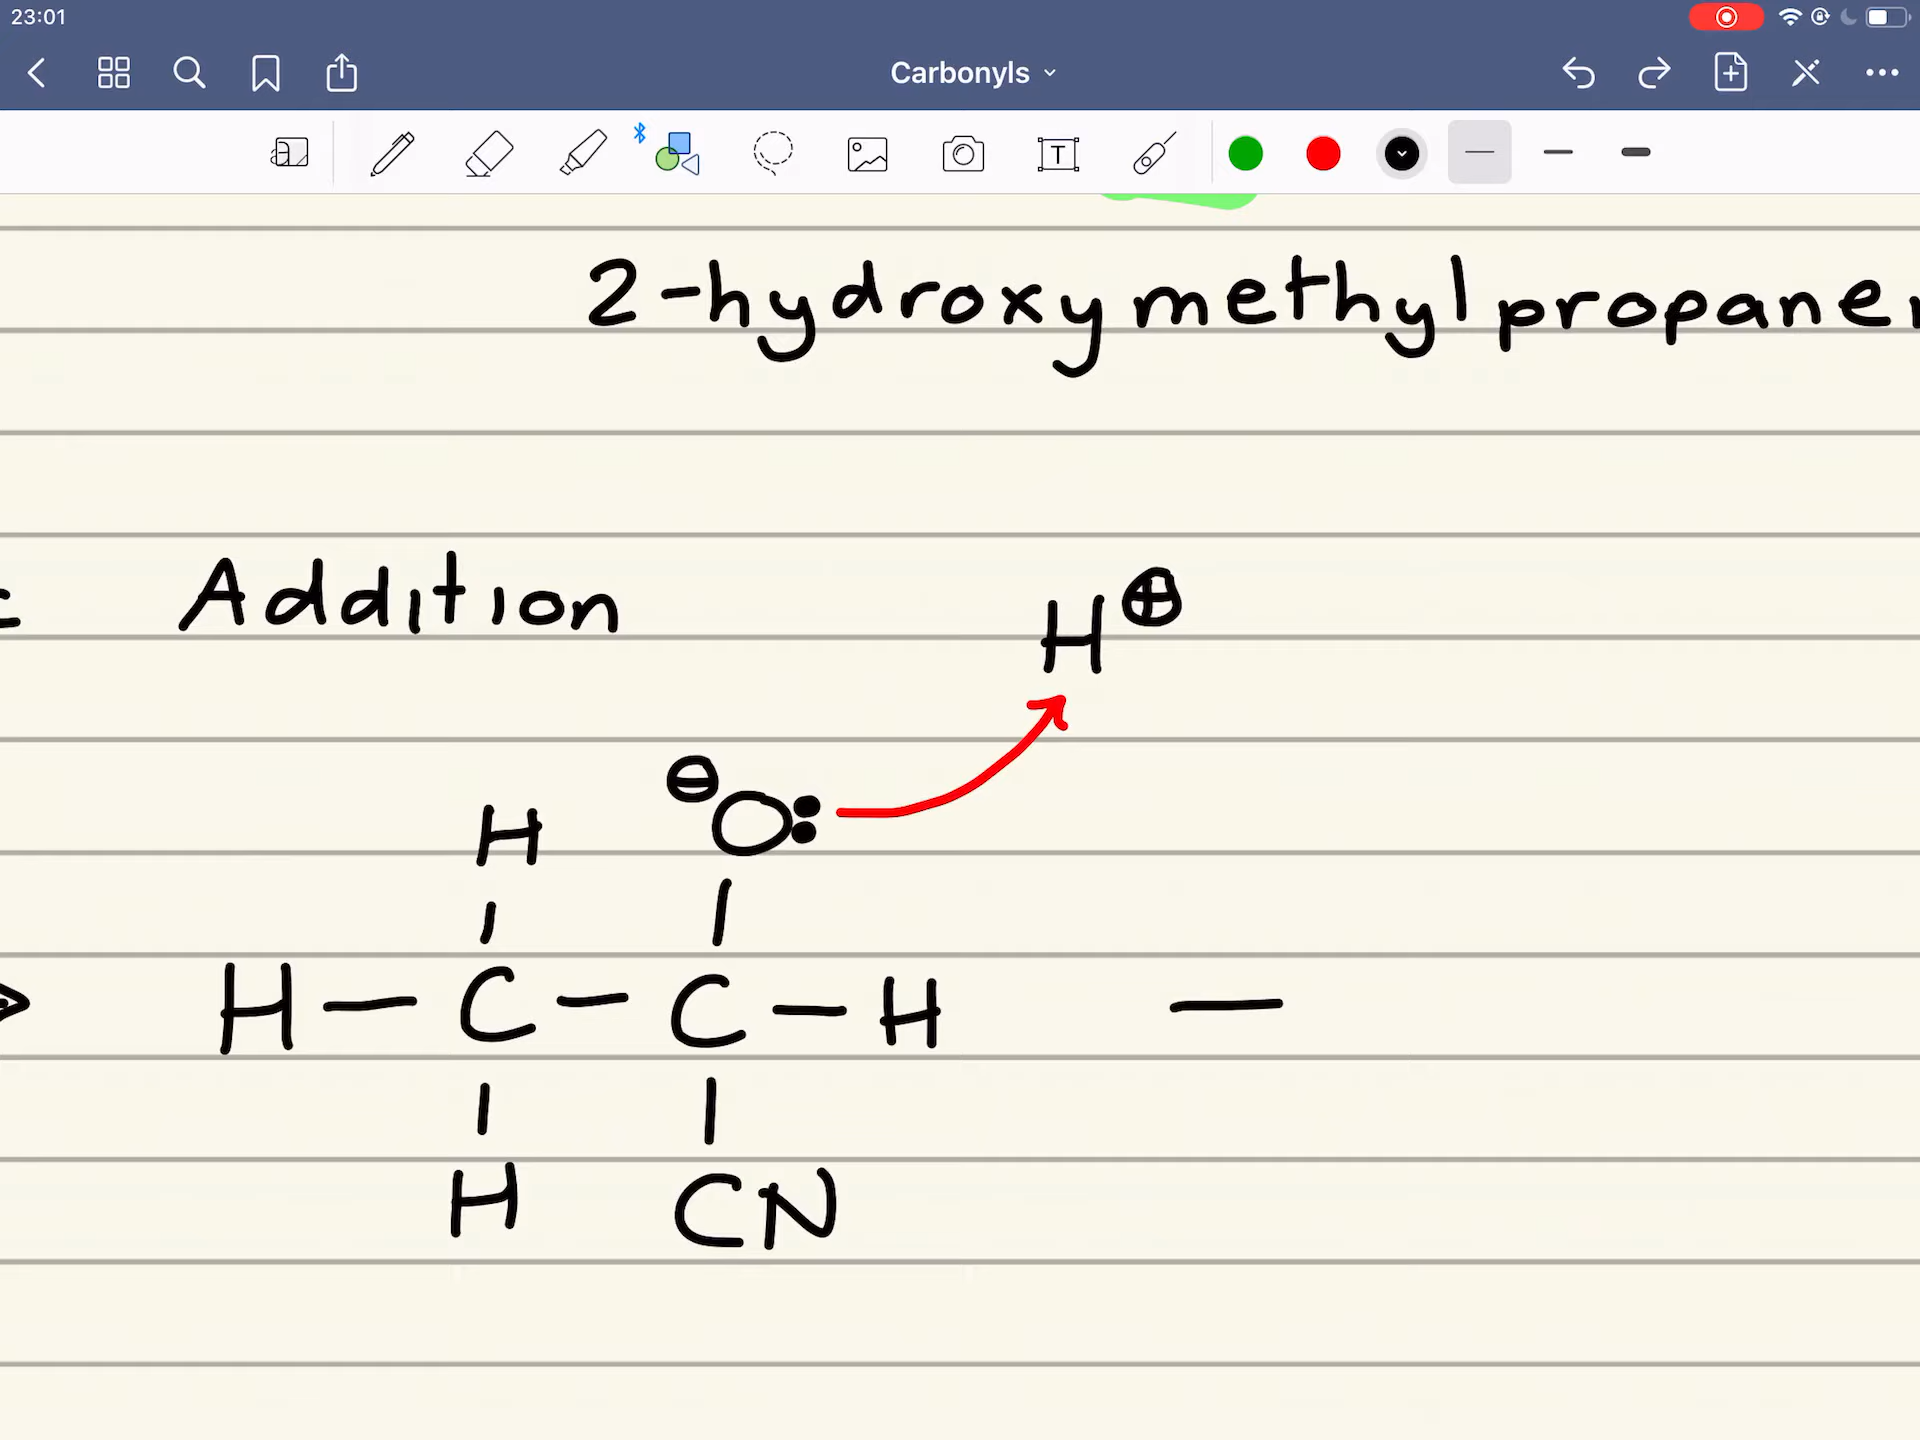 23:01
Carbonyls
a
T
2-hydroxymethylpropane
Addition
H⊕
⊖
H O:
H — C — C — H —
H CN